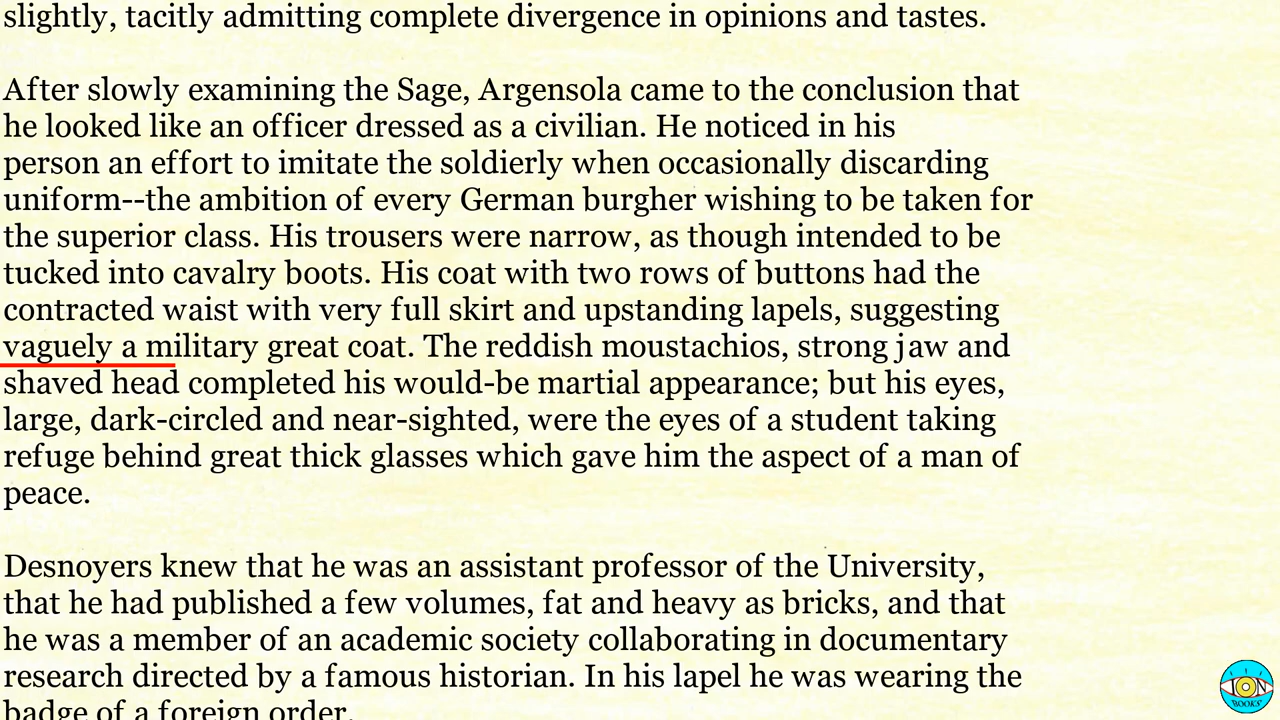 slightly, tacitly admitting complete divergence in opinions and tastes.
After slowly examining the Sage, Argensola came to the conclusion that
he looked like an officer dressed as a civilian. He noticed in his
person an effort to imitate the soldierly when occasionally discarding
uniform--the ambition of every German burgher wishing to be taken for
the superior class. His trousers were narrow, as though intended to be
tucked into cavalry boots. His coat with two rows of buttons had the
contracted waist with very full skirt and upstanding lapels, suggesting
vaguely a military great coat. The reddish moustachios, strong jaw and
shaved head completed his would-be martial appearance; but his eyes,
large, dark-circled and near-sighted, were the eyes of a student taking
refuge behind great thick glasses which gave him the aspect of a man of
peace.
Desnoyers knew that he was an assistant professor of the University,
that he had published a few volumes, fat and heavy as bricks, and that
he was a member of an academic society collaborating in documentary
research directed by a famous historian. In his lapel he was wearing the
badge of a foreign order.
ION
BOOKS